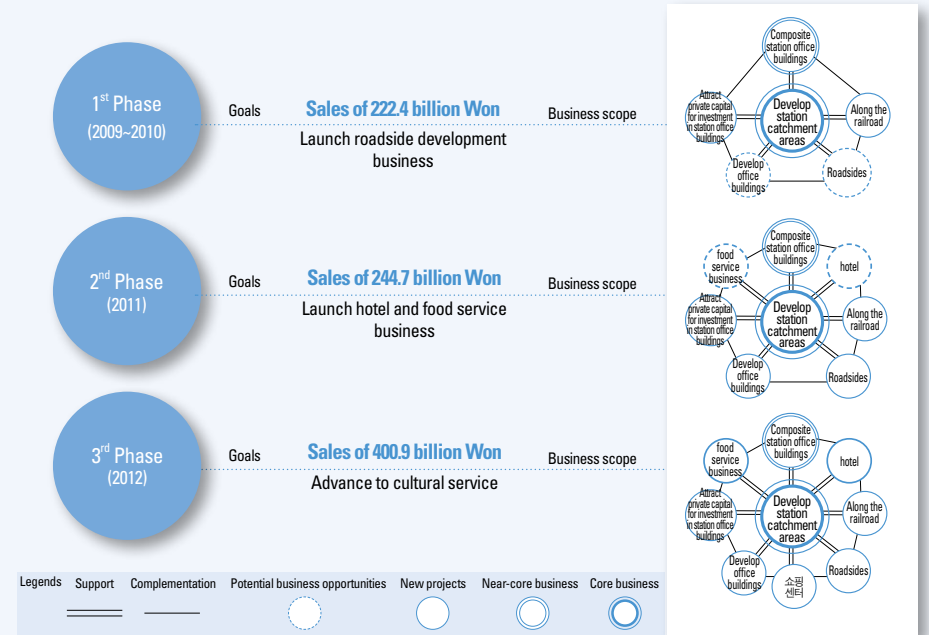 1st Phase
(2009~2010)
Goals
Sales of 222.4 billion Won
Launch roadside development
business
Business scope
Composite
station office
buildings
Attract
private capital
for investment
in station office
buildings
Develop
station
catchment
areas
Along the
railroad
Develop
office
buildings
Roadsides
2nd Phase
(2011)
Goals
Sales of 244.7 billion Won
Launch hotel and food service
business
Business scope
Composite
station office
buildings
food
service
business
hotel
Attract
private capital
for investment
in station office
buildings
Develop
station
catchment
areas
Along the
railroad
Develop
office
buildings
Roadsides
3rd Phase
(2012)
Goals
Sales of 400.9 billion Won
Advance to cultural service
Business scope
Composite
station office
buildings
food
service
business
hotel
Attract
private capital
for investment
in station office
buildings
Develop
station
catchment
areas
Along the
railroad
Develop
office
buildings
쇼핑
센터
Roadsides
Legends
Support
Complementation
Potential business opportunities
New projects
Near-core business
Core business